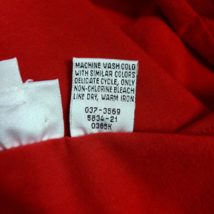 MACHINE WASH COLD
WITH SIMILAR COLORS
DELICATE CYCLE, ONLY
NON-CHLORINE BLEACH
LINE DRY, WARM IRON
037-3569
5834-21
0365K